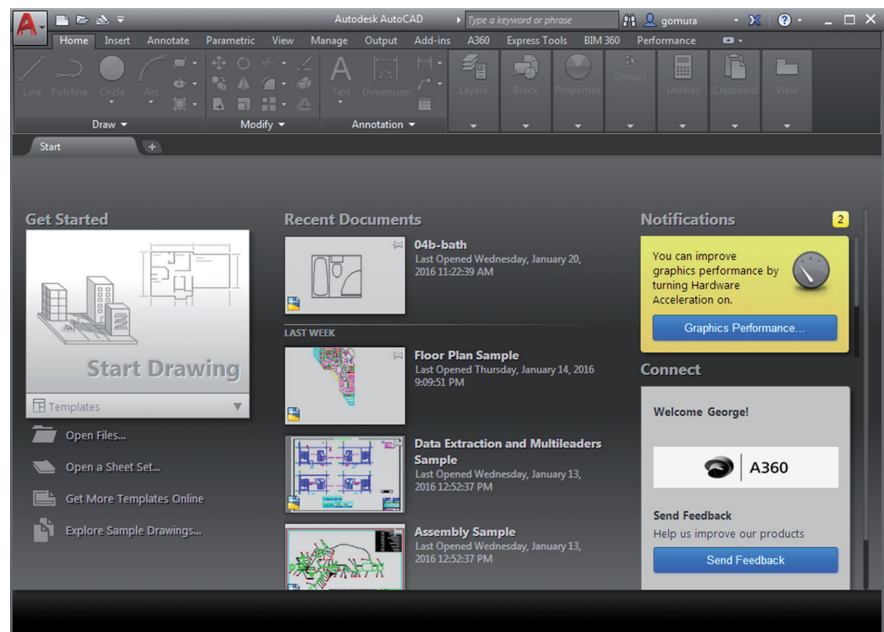 A
Autodesk AutoCAD
Type a keyword or phrase
gomura
Home Insert Annotate Parametric View Manage Output Add-ins A360 Express Tools BIM 360 Performance
Line Polyline Circle Arc
Text Dimension
Layers Block Properties Groups Utilities Clipboard View
Draw Modify Annotation
Start
Get Started
Start Drawing
Templates
Open Files...
Open a Sheet Set...
Get More Templates Online
Explore Sample Drawings...
Recent Documents
04b-bath
Last Opened Wednesday, January 20,
2016 11:22:39 AM
LAST WEEK
Floor Plan Sample
Last Opened Thursday, January 14, 2016
9:09:51 PM
Data Extraction and Multileaders
Sample
Last Opened Wednesday, January 13,
2016 12:52:37 PM
Assembly Sample
Last Opened Wednesday, January 13,
2016 12:52:37 PM
Notifications 2
You can improve
graphics performance by
turning Hardware
Acceleration on.
Graphics Performance...
Connect
Welcome George!
A360
Send Feedback
Help us improve our products
Send Feedback